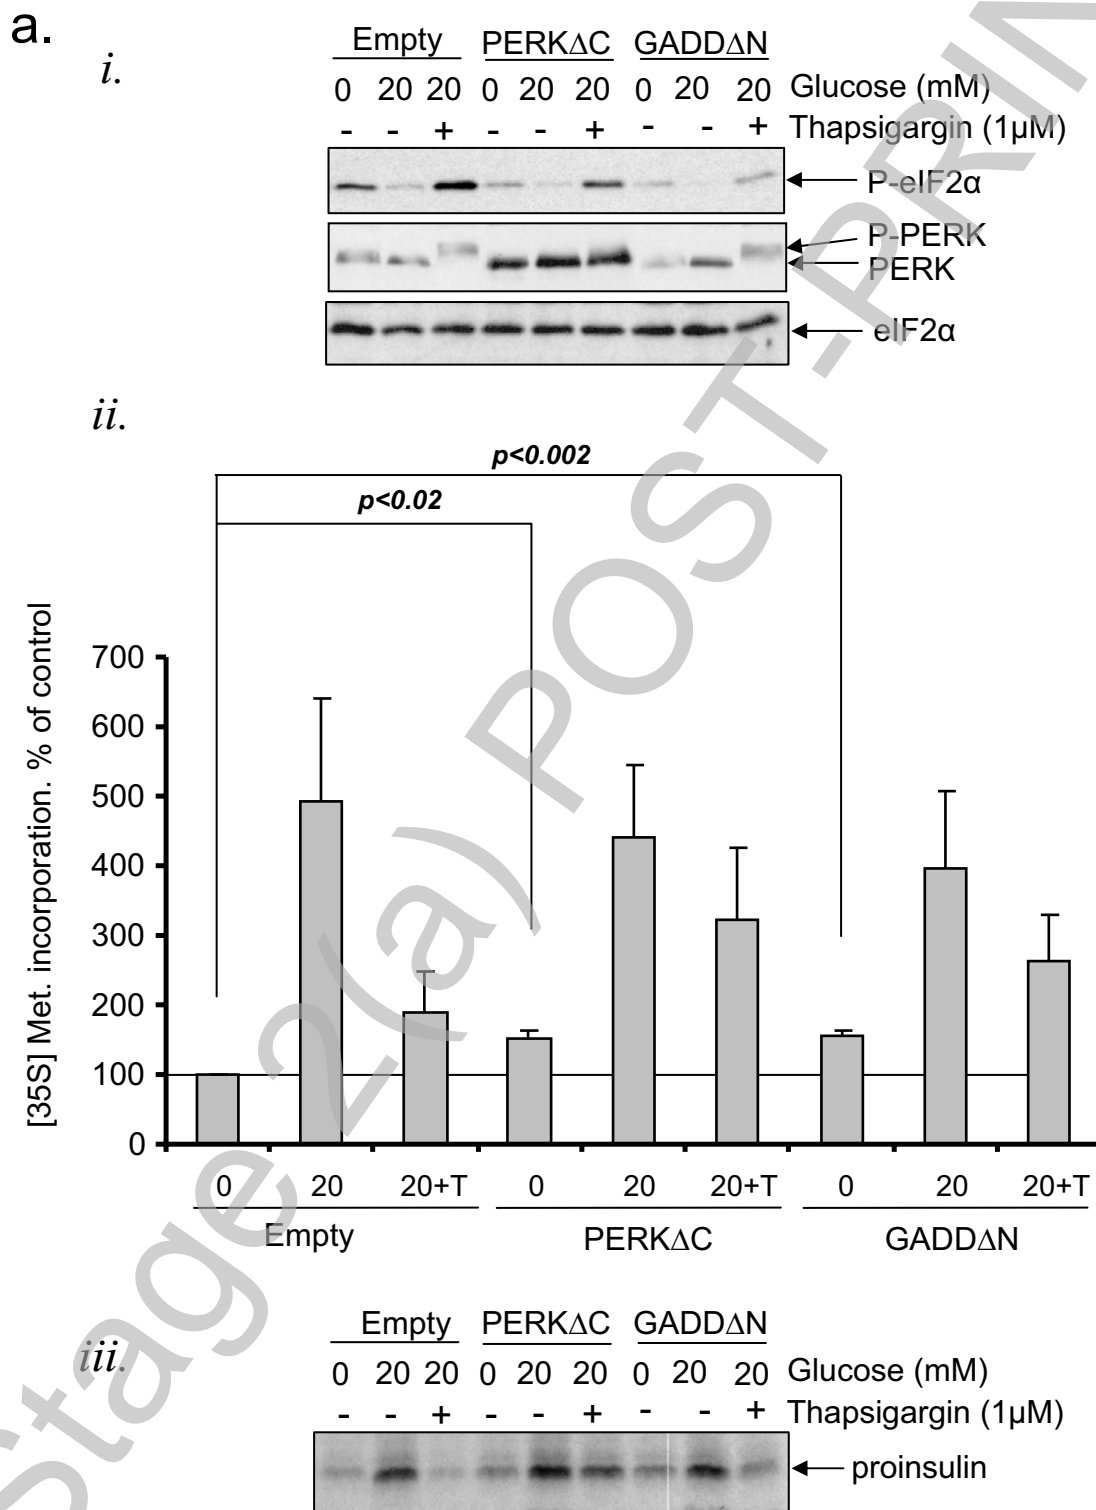 a.
i.
Empty PERKΔC GADDΔN
0 20 20 0 20 20 0 20 20 Glucose (mM)
- - + - - + - - + Thapsigargin (1μM)
P-eIF2α
P-PERK
PERK
eIF2α
ii.
p<0.002
p<0.02
[35S] Met. incorporation. % of control
700
600
500
400
300
200
100
0
0 20 20+T 0 20 20+T 0 20 20+T
Empty PERKΔC GADDΔN
iii.
Empty PERKΔC GADDΔN
0 20 20 0 20 20 0 20 20 Glucose (mM)
- - + - - + - - + Thapsigargin (1μM)
proinsulin
Stage 2(a) POST-PRIN